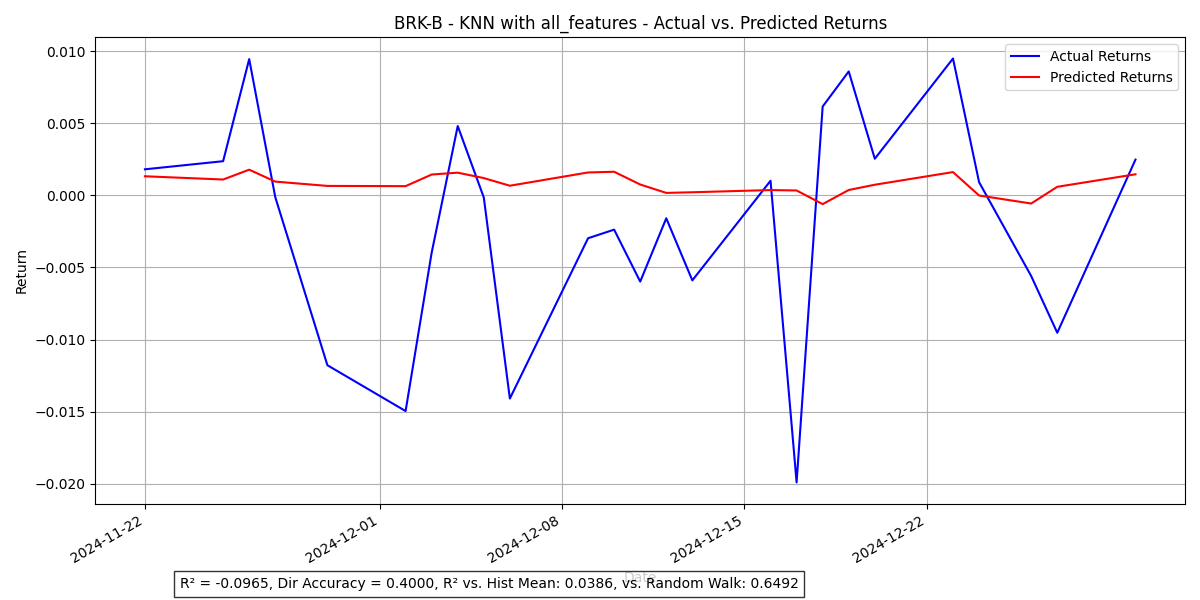 BRK-B - KNN with all_features - Actual vs. Predicted Returns
Actual Returns
Predicted Returns
Return
0.010
0.005
0.000
−0.005
−0.010
−0.015
−0.020
2024-11-22
2024-12-01
2024-12-08
2024-12-15
2024-12-22
Date
R² = -0.0965, Dir Accuracy = 0.4000, R² vs. Hist Mean: 0.0386, vs. Random Walk: 0.6492